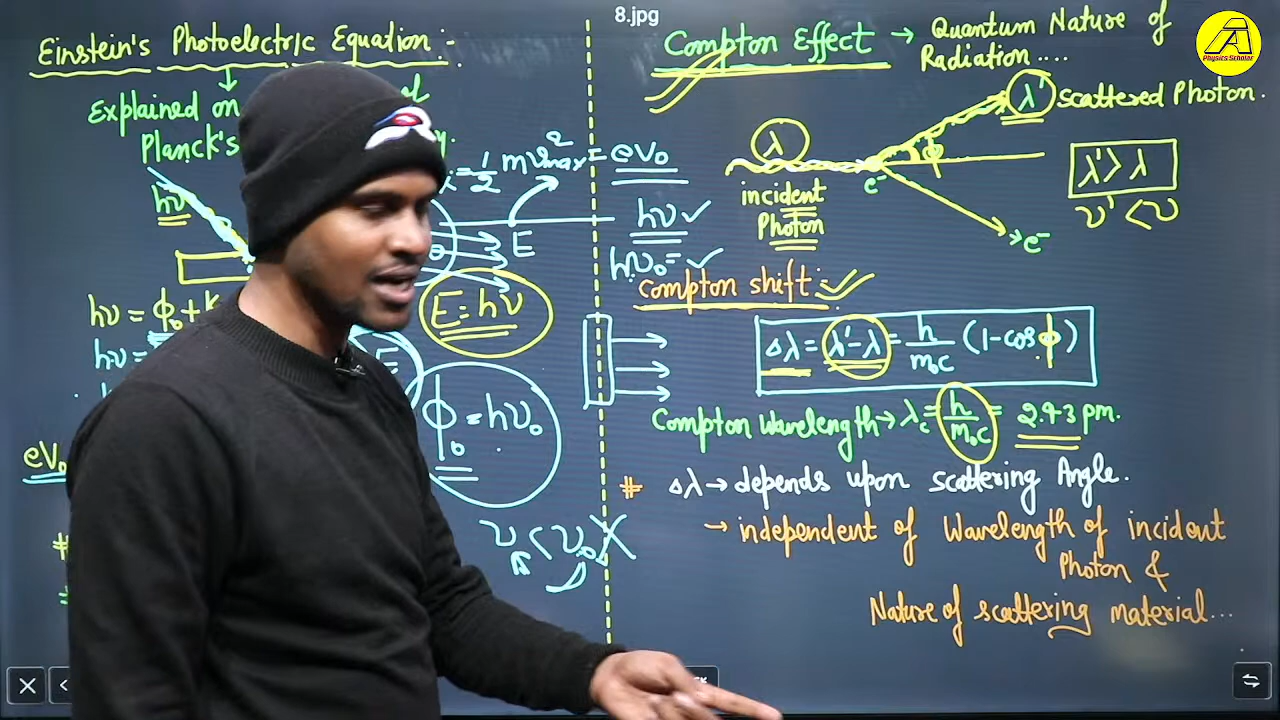 8.jpg
Einstein's Photoelectric Equation :-
Explained on of
Planck's
hν
= 1/2 mv²max = eV₀
E
hν ✓
hν₀ = ✓
hν = φ₀ + K
E = hν
hν =
E
φ₀ = hν₀
eV₀
ν < ν₀
Compton Effect → Quantum Nature of
Radiation....
Physics Scholar
λ' scattered Photon.
λ
φ
incident
Photon
e⁻
e⁻
λ' > λ
ν' < ν
Compton shift :-
Δλ = λ' - λ = h/m₀c (1 - cos φ)
Compton Wavelength → λc = h/m₀c = 2.43 pm.
# Δλ → depends upon scattering Angle..
→ independent of Wavelength of incident
Photon &
Nature of scattering material...